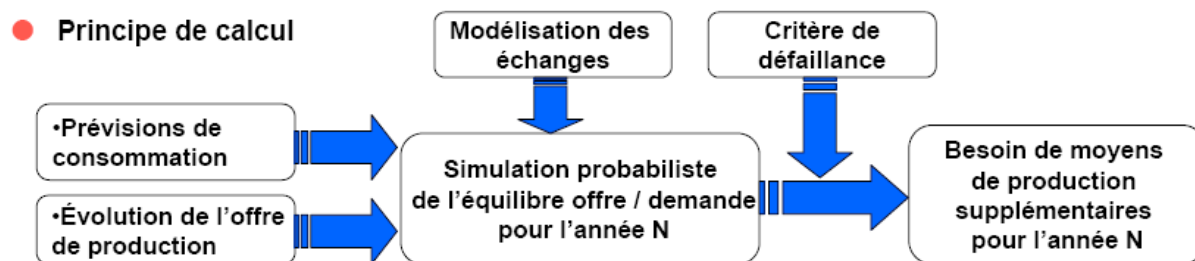 Principe de calcul
Modélisation des
échanges
Critère de
défaillance
•Prévisions de
consommation
•Évolution de l'offre
de production
Simulation probabiliste
de l'équilibre offre / demande
pour l'année N
Besoin de moyens
de production
supplémentaires
pour l'année N